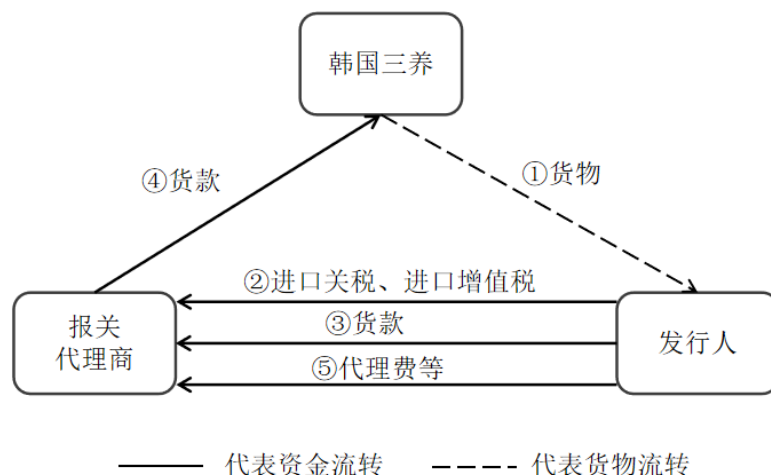 韩国三养
④货款
①货物
②进口关税、进口增值税
报关
代理商
③货款
发行人
⑤代理费等
代表资金流转
代表货物流转